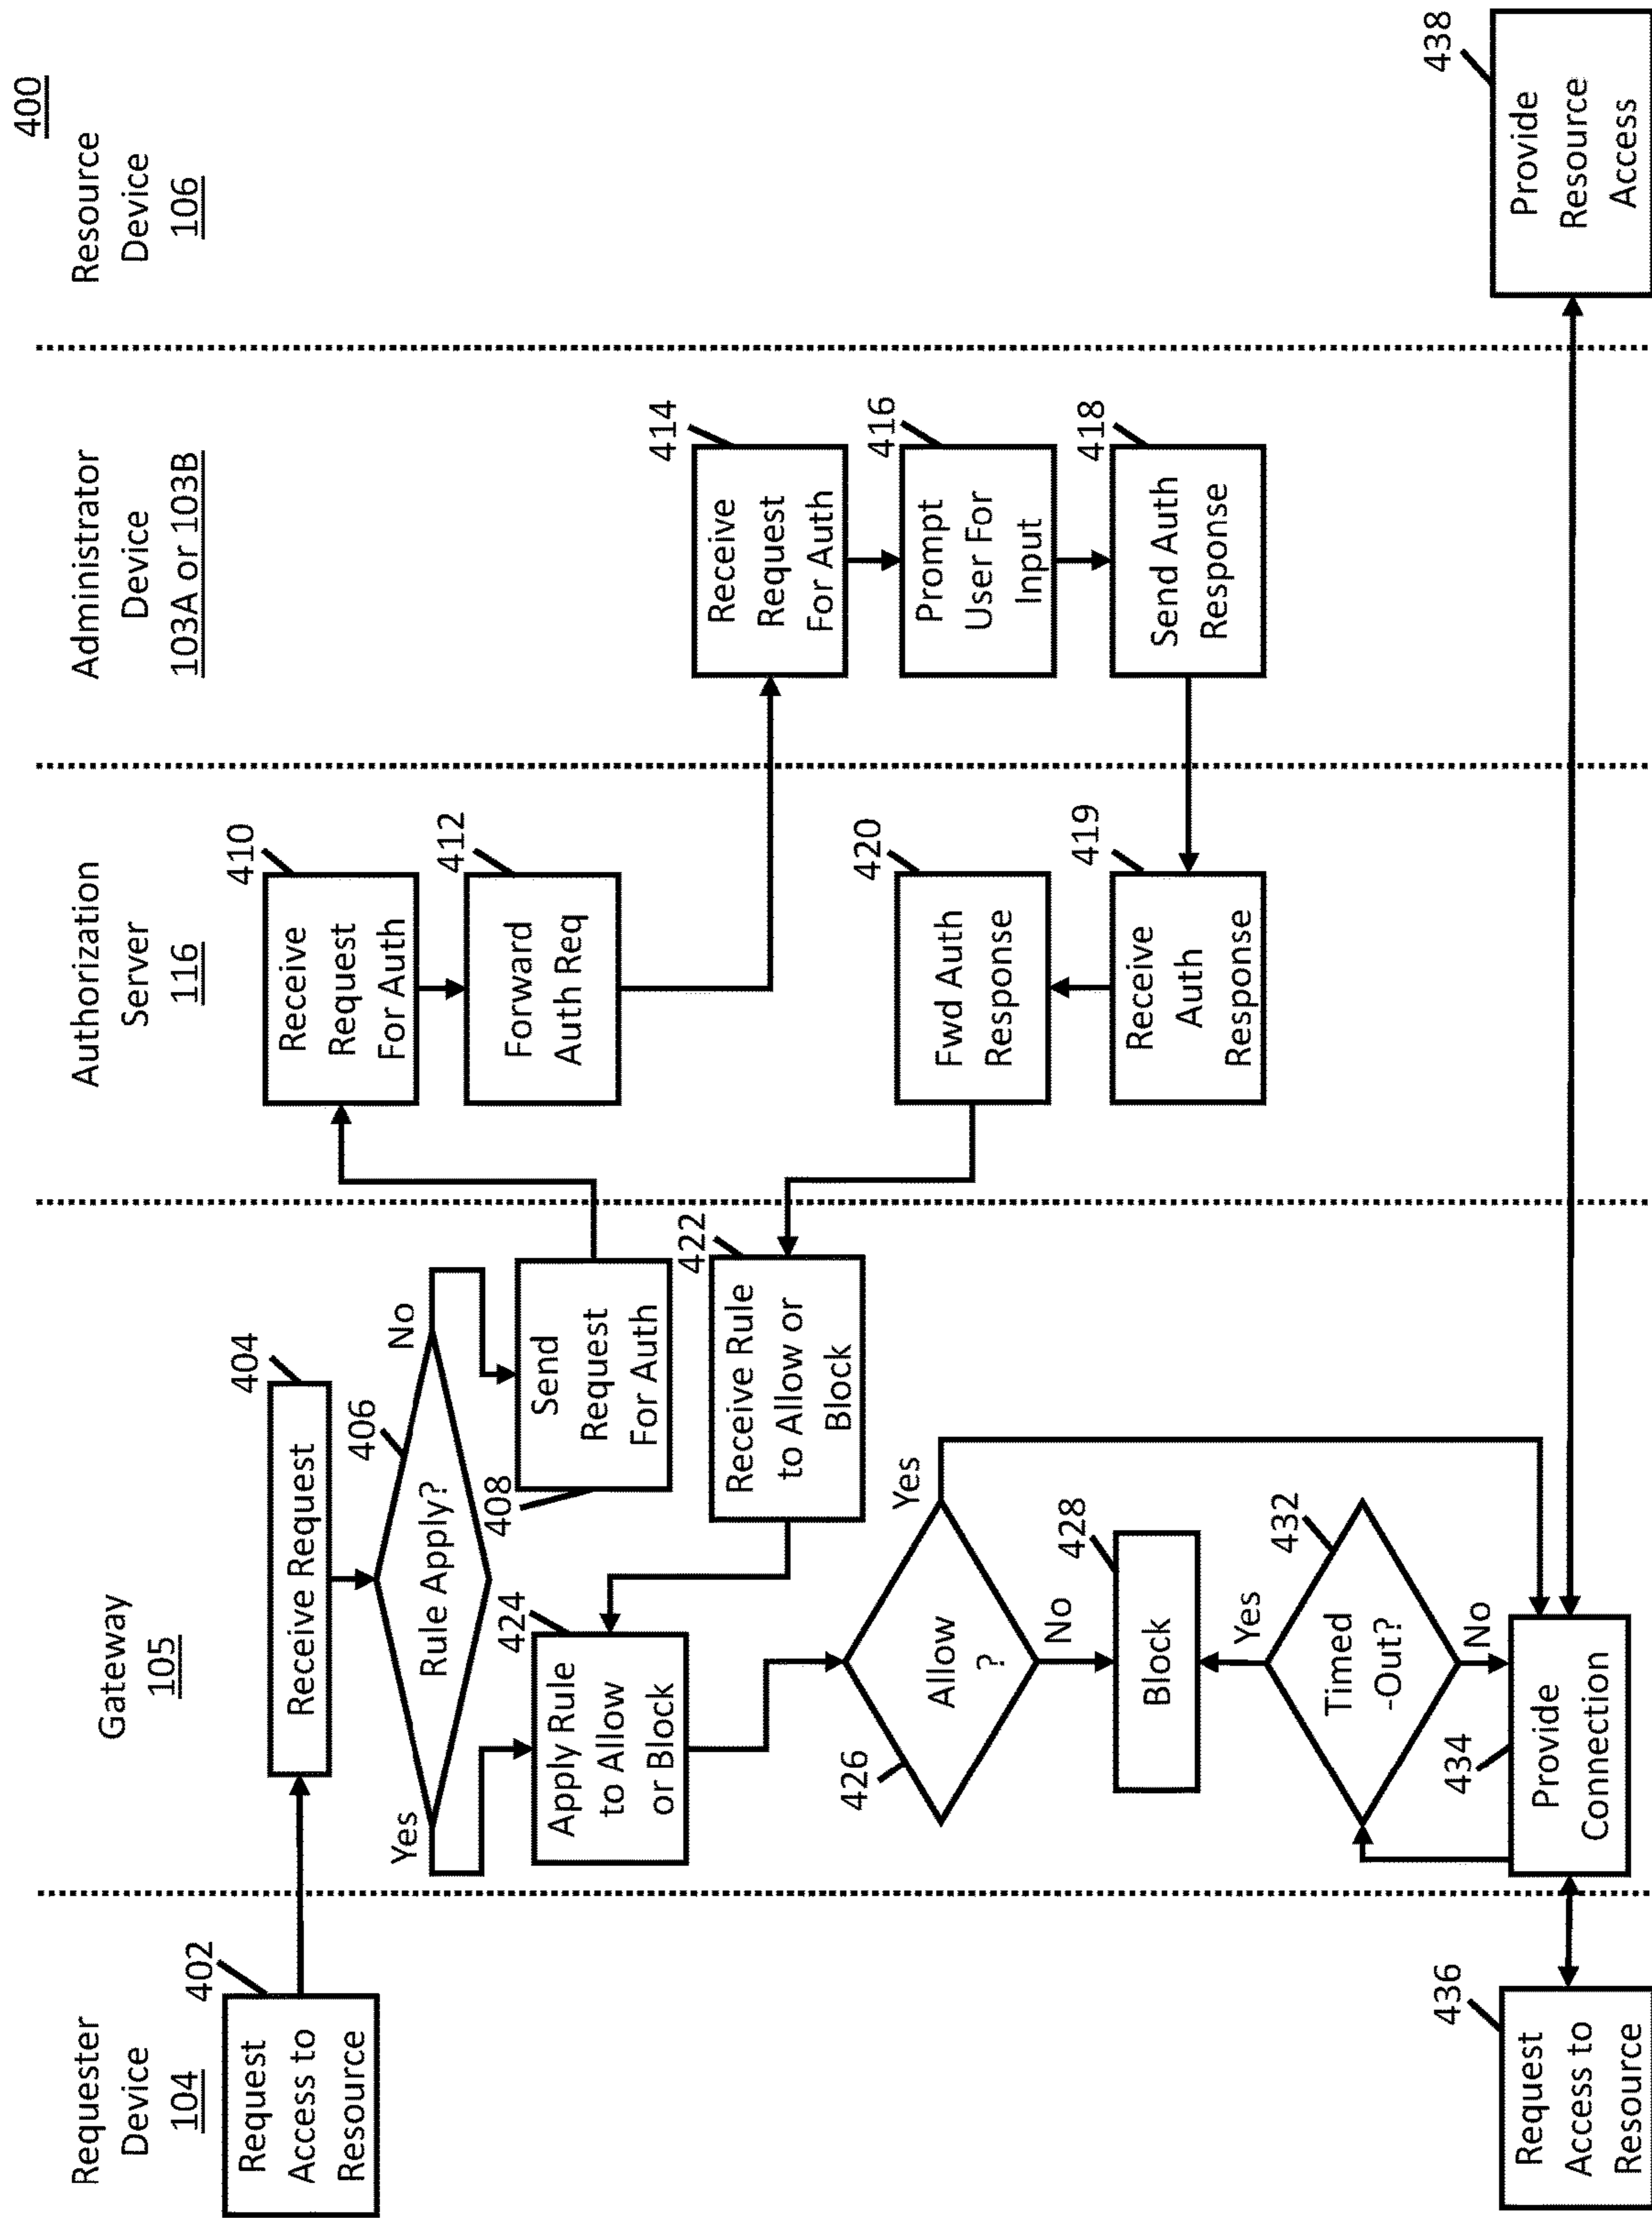 400
Requester
Device
104
Gateway
105
Authorization
Server
116
Administrator
Device
103A or 103B
Resource
Device
106
402
Request
Access to
Resource
404
Receive Request
406
Rule Apply?
Yes
No
408
Send
Request
For Auth
410
Receive
Request
For Auth
412
Forward
Auth Req
414
Receive
Request
For Auth
416
Prompt
User For
Input
418
Send Auth
Response
419
Receive
Auth
Response
420
Fwd Auth
Response
422
Receive Rule
to Allow or
Block
424
Apply Rule
to Allow
or Block
426
Allow
?
Yes
No
428
Block
432
Timed
-Out?
Yes
No
434
Provide
Connection
436
Request
Access to
Resource
438
Provide
Resource
Access